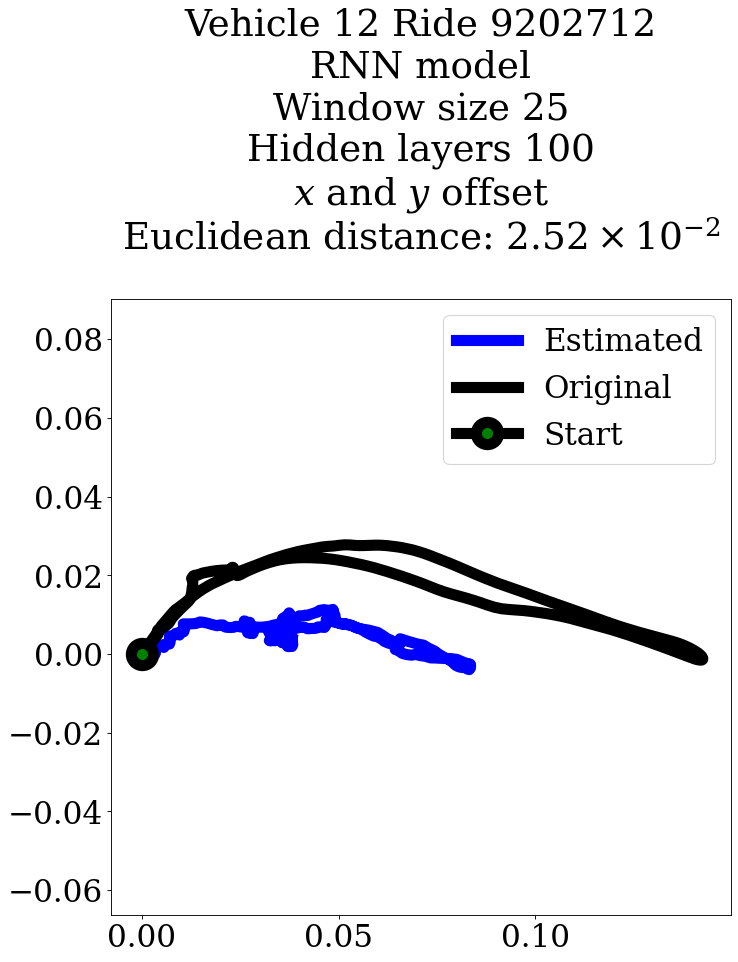 Vehicle 12 Ride 9202712
RNN model
Window size 25
Hidden layers 100
x and y offset
Euclidean distance: 2.52 × 10⁻²
Estimated
Original
Start
0.08
0.06
0.04
0.02
0.00
−0.02
−0.04
−0.06
0.00 0.05 0.10